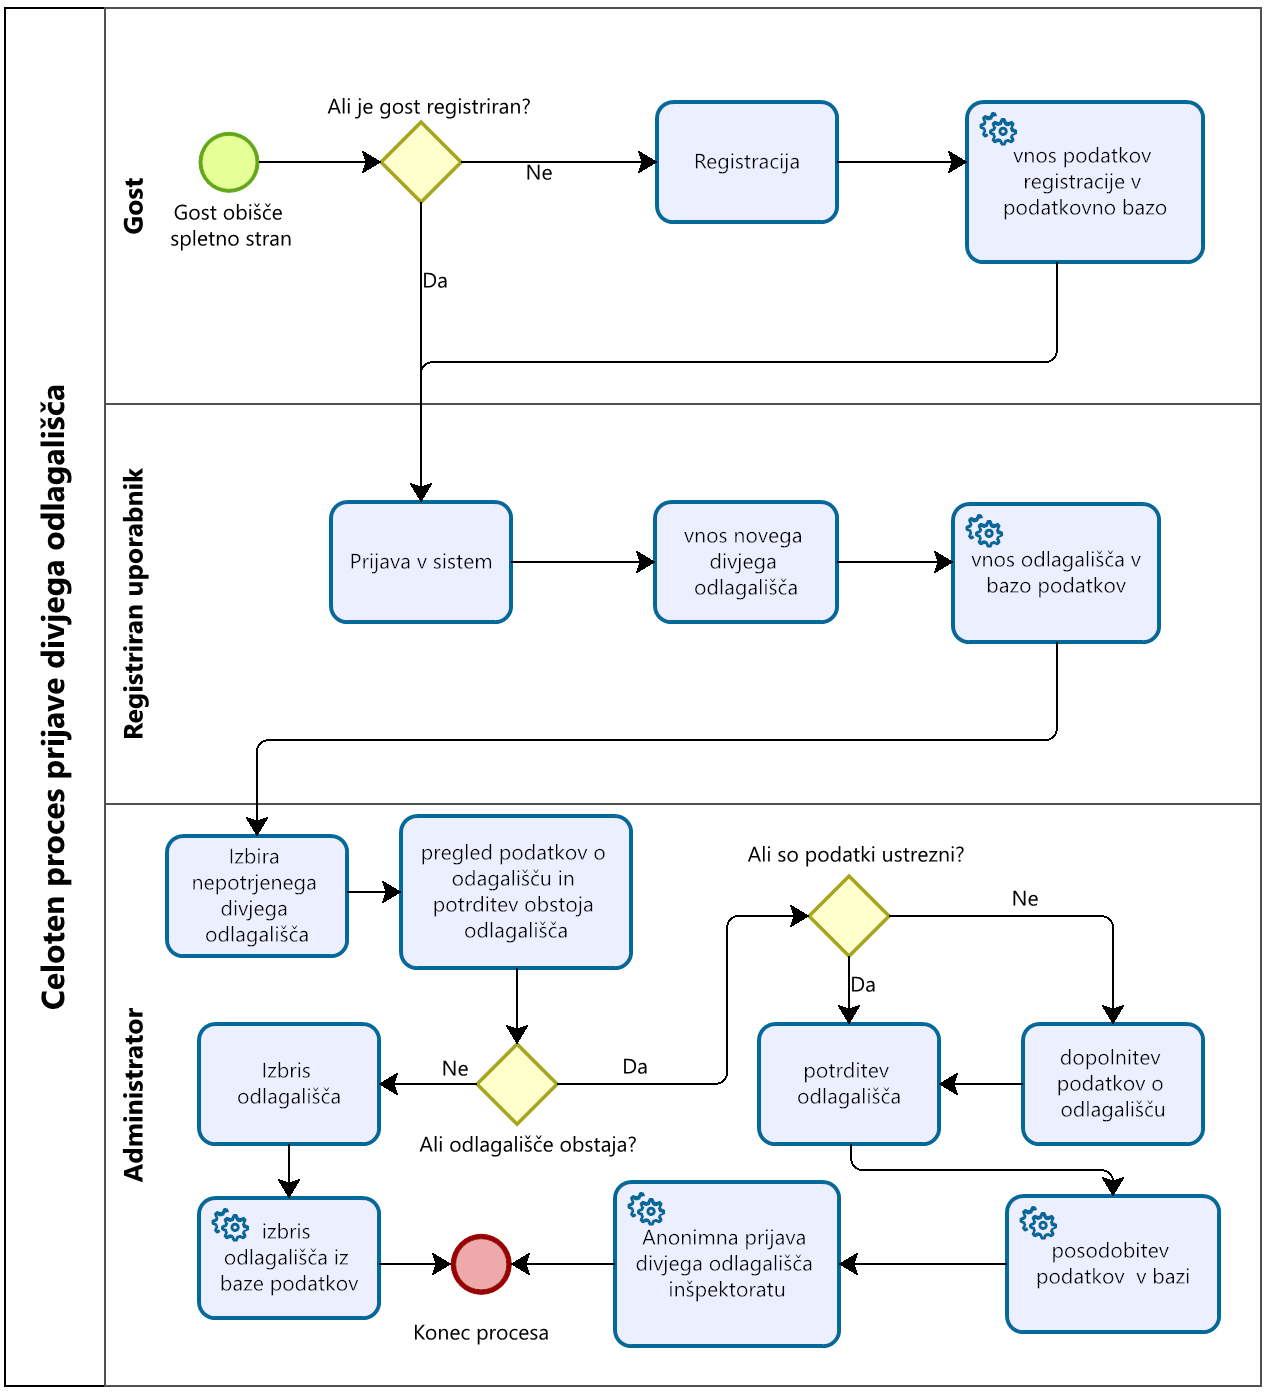 Celoten proces prijave divjega odlagališča
Gost
Ali je gost registriran?
Gost obišče
spletno stran
Ne
Da
Registracija
vnos podatkov
registracije v
podatkovno bazo
Registriran uporabnik
Prijava v sistem
vnos novega
divjega
odlagališča
vnos odlagališča v
bazo podatkov
Administrator
Izbira
nepotrjenega
divjega
odlagališča
pregled podatkov o
odagališču in
potrditev obstoja
odlagališča
Ali so podatki ustrezni?
Ne
Da
Izbris
odlagališča
Ne
Da
Ali odlagališče obstaja?
potrditev
odlagališča
dopolnitev
podatkov o
odlagališču
izbris
odlagališča iz
baze podatkov
Konec procesa
Anonimna prijava
divjega odlagališča
inšpektoratu
posodobitev
podatkov v bazi